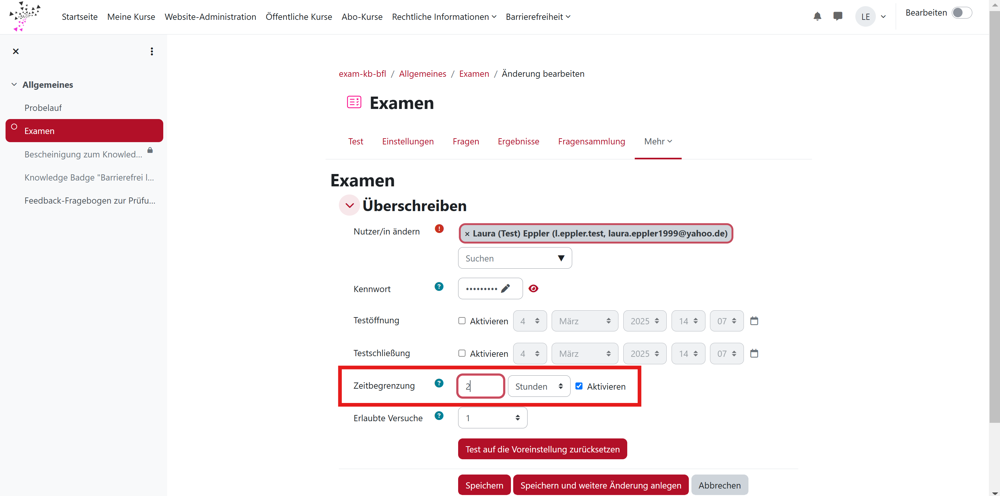 Startseite Meine Kurse Website-Administration Öffentliche Kurse Abo-Kurse Rechtliche Informationen Barrierefreiheit LE Bearbeiten
Allgemeines
Probelauf
Examen
Bescheinigung zum Knowled...
Knowledge Badge "Barrierefrei l...
Feedback-Fragebogen zur Prüfu...
exam-kb-bfl / Allgemeines / Examen / Änderung bearbeiten
Examen
Test Einstellungen Fragen Ergebnisse Fragensammlung Mehr
Examen
Überschreiben
Nutzer/in ändern ! × Laura (Test) Eppler (l.eppler.test, laura.eppler1999@yahoo.de)
Suchen ▼
Kennwort ? •••••••••
Testöffnung Aktivieren 4 März 2025 14 07
Testschließung Aktivieren 4 März 2025 14 07
Zeitbegrenzung ? 2 Stunden Aktivieren
Erlaubte Versuche ? 1
Test auf die Voreinstellung zurücksetzen
Speichern Speichern und weitere Änderung anlegen Abbrechen